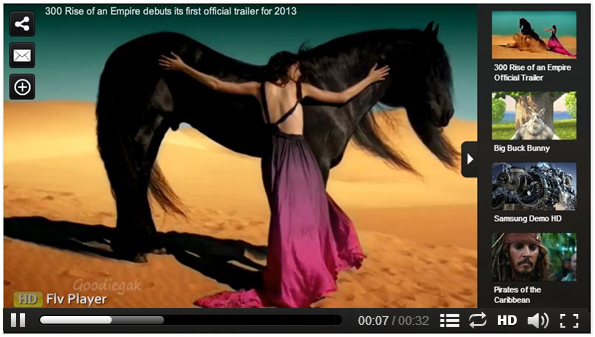 300 Rise of an Empire debuts its first official trailer for 2013
300 Rise of an Empire
Official Trailer
Big Buck Bunny
Samsung Demo HD
Pirates of the
Caribbean
Goodiegak
HD Flv Player
00:07 / 00:32 HD